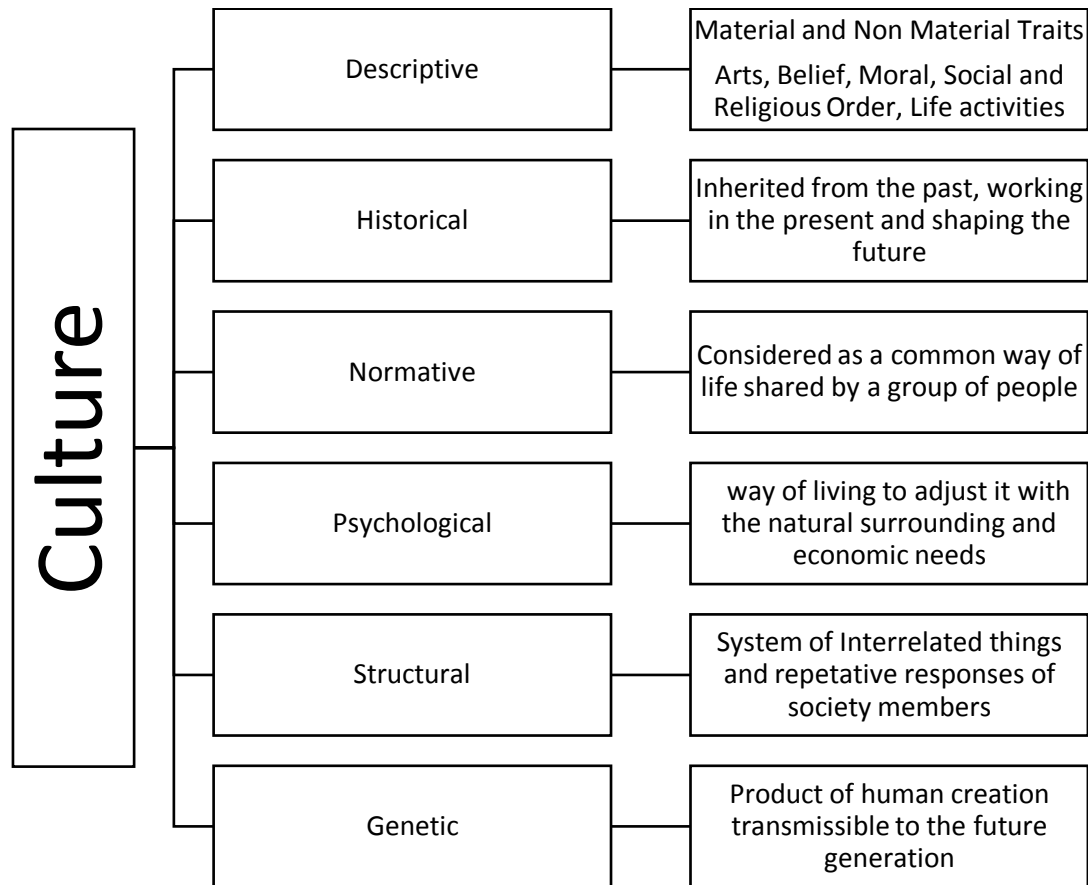 Culture
Descriptive
Material and Non Material Traits
Arts, Belief, Moral, Social and
Religious Order, Life activities
Historical
Inherited from the past, working
in the present and shaping the
future
Normative
Considered as a common way of
life shared by a group of people
Psychological
way of living to adjust it with
the natural surrounding and
economic needs
Structural
System of Interrelated things
and repetative responses of
society members
Genetic
Product of human creation
transmissible to the future
generation